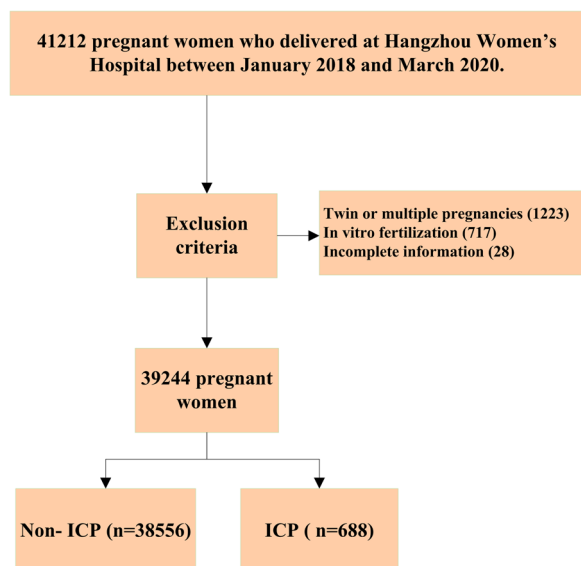 41212 pregnant women who delivered at Hangzhou Women’s
Hospital between January 2018 and March 2020.
Exclusion
criteria
Twin or multiple pregnancies (1223)
In vitro fertilization (717)
Incomplete information (28)
39244 pregnant
women
Non- ICP (n=38556)
ICP ( n=688)